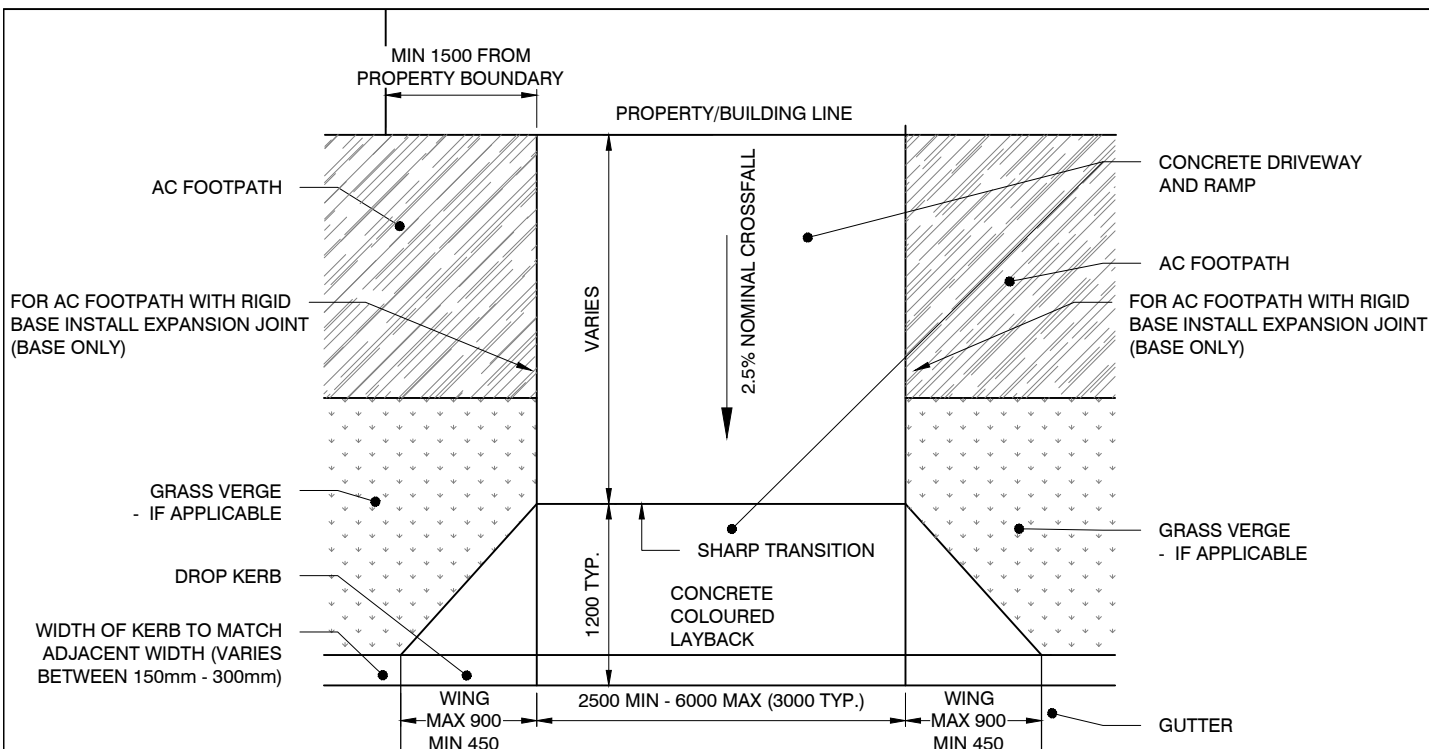 MIN 1500 FROM
PROPERTY BOUNDARY
PROPERTY/BUILDING LINE
AC FOOTPATH
CONCRETE DRIVEWAY
AND RAMP
AC FOOTPATH
FOR AC FOOTPATH WITH RIGID
BASE INSTALL EXPANSION JOINT
(BASE ONLY)
VARIES
2.5% NOMINAL CROSSFALL
FOR AC FOOTPATH WITH RIGID
BASE INSTALL EXPANSION JOINT
(BASE ONLY)
GRASS VERGE
- IF APPLICABLE
SHARP TRANSITION
GRASS VERGE
- IF APPLICABLE
DROP KERB
1200 TYP.
CONCRETE
COLOURED
LAYBACK
WIDTH OF KERB TO MATCH
ADJACENT WIDTH (VARIES
BETWEEN 150mm - 300mm)
WING
MAX 900
MIN 450
2500 MIN - 6000 MAX (3000 TYP.)
WING
MAX 900
MIN 450
GUTTER